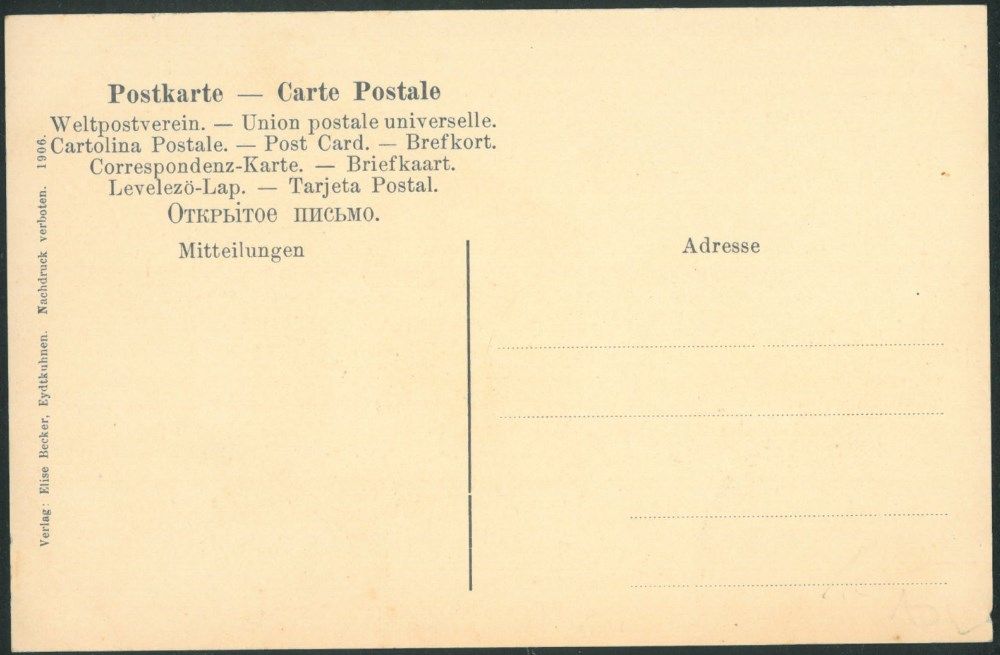 Postkarte — Carte Postale
Weltpostverein. — Union postale universelle.
Cartolina Postale. — Post Card. — Brefkort.
Correspondenz-Karte. — Briefkaart.
Levelezö-Lap. — Tarjeta Postal.
Открьітое письмо.
Mitteilungen
Adresse
Verlag: Elise Becker, Eydtkuhnen. Nachdruck verboten. 1906.